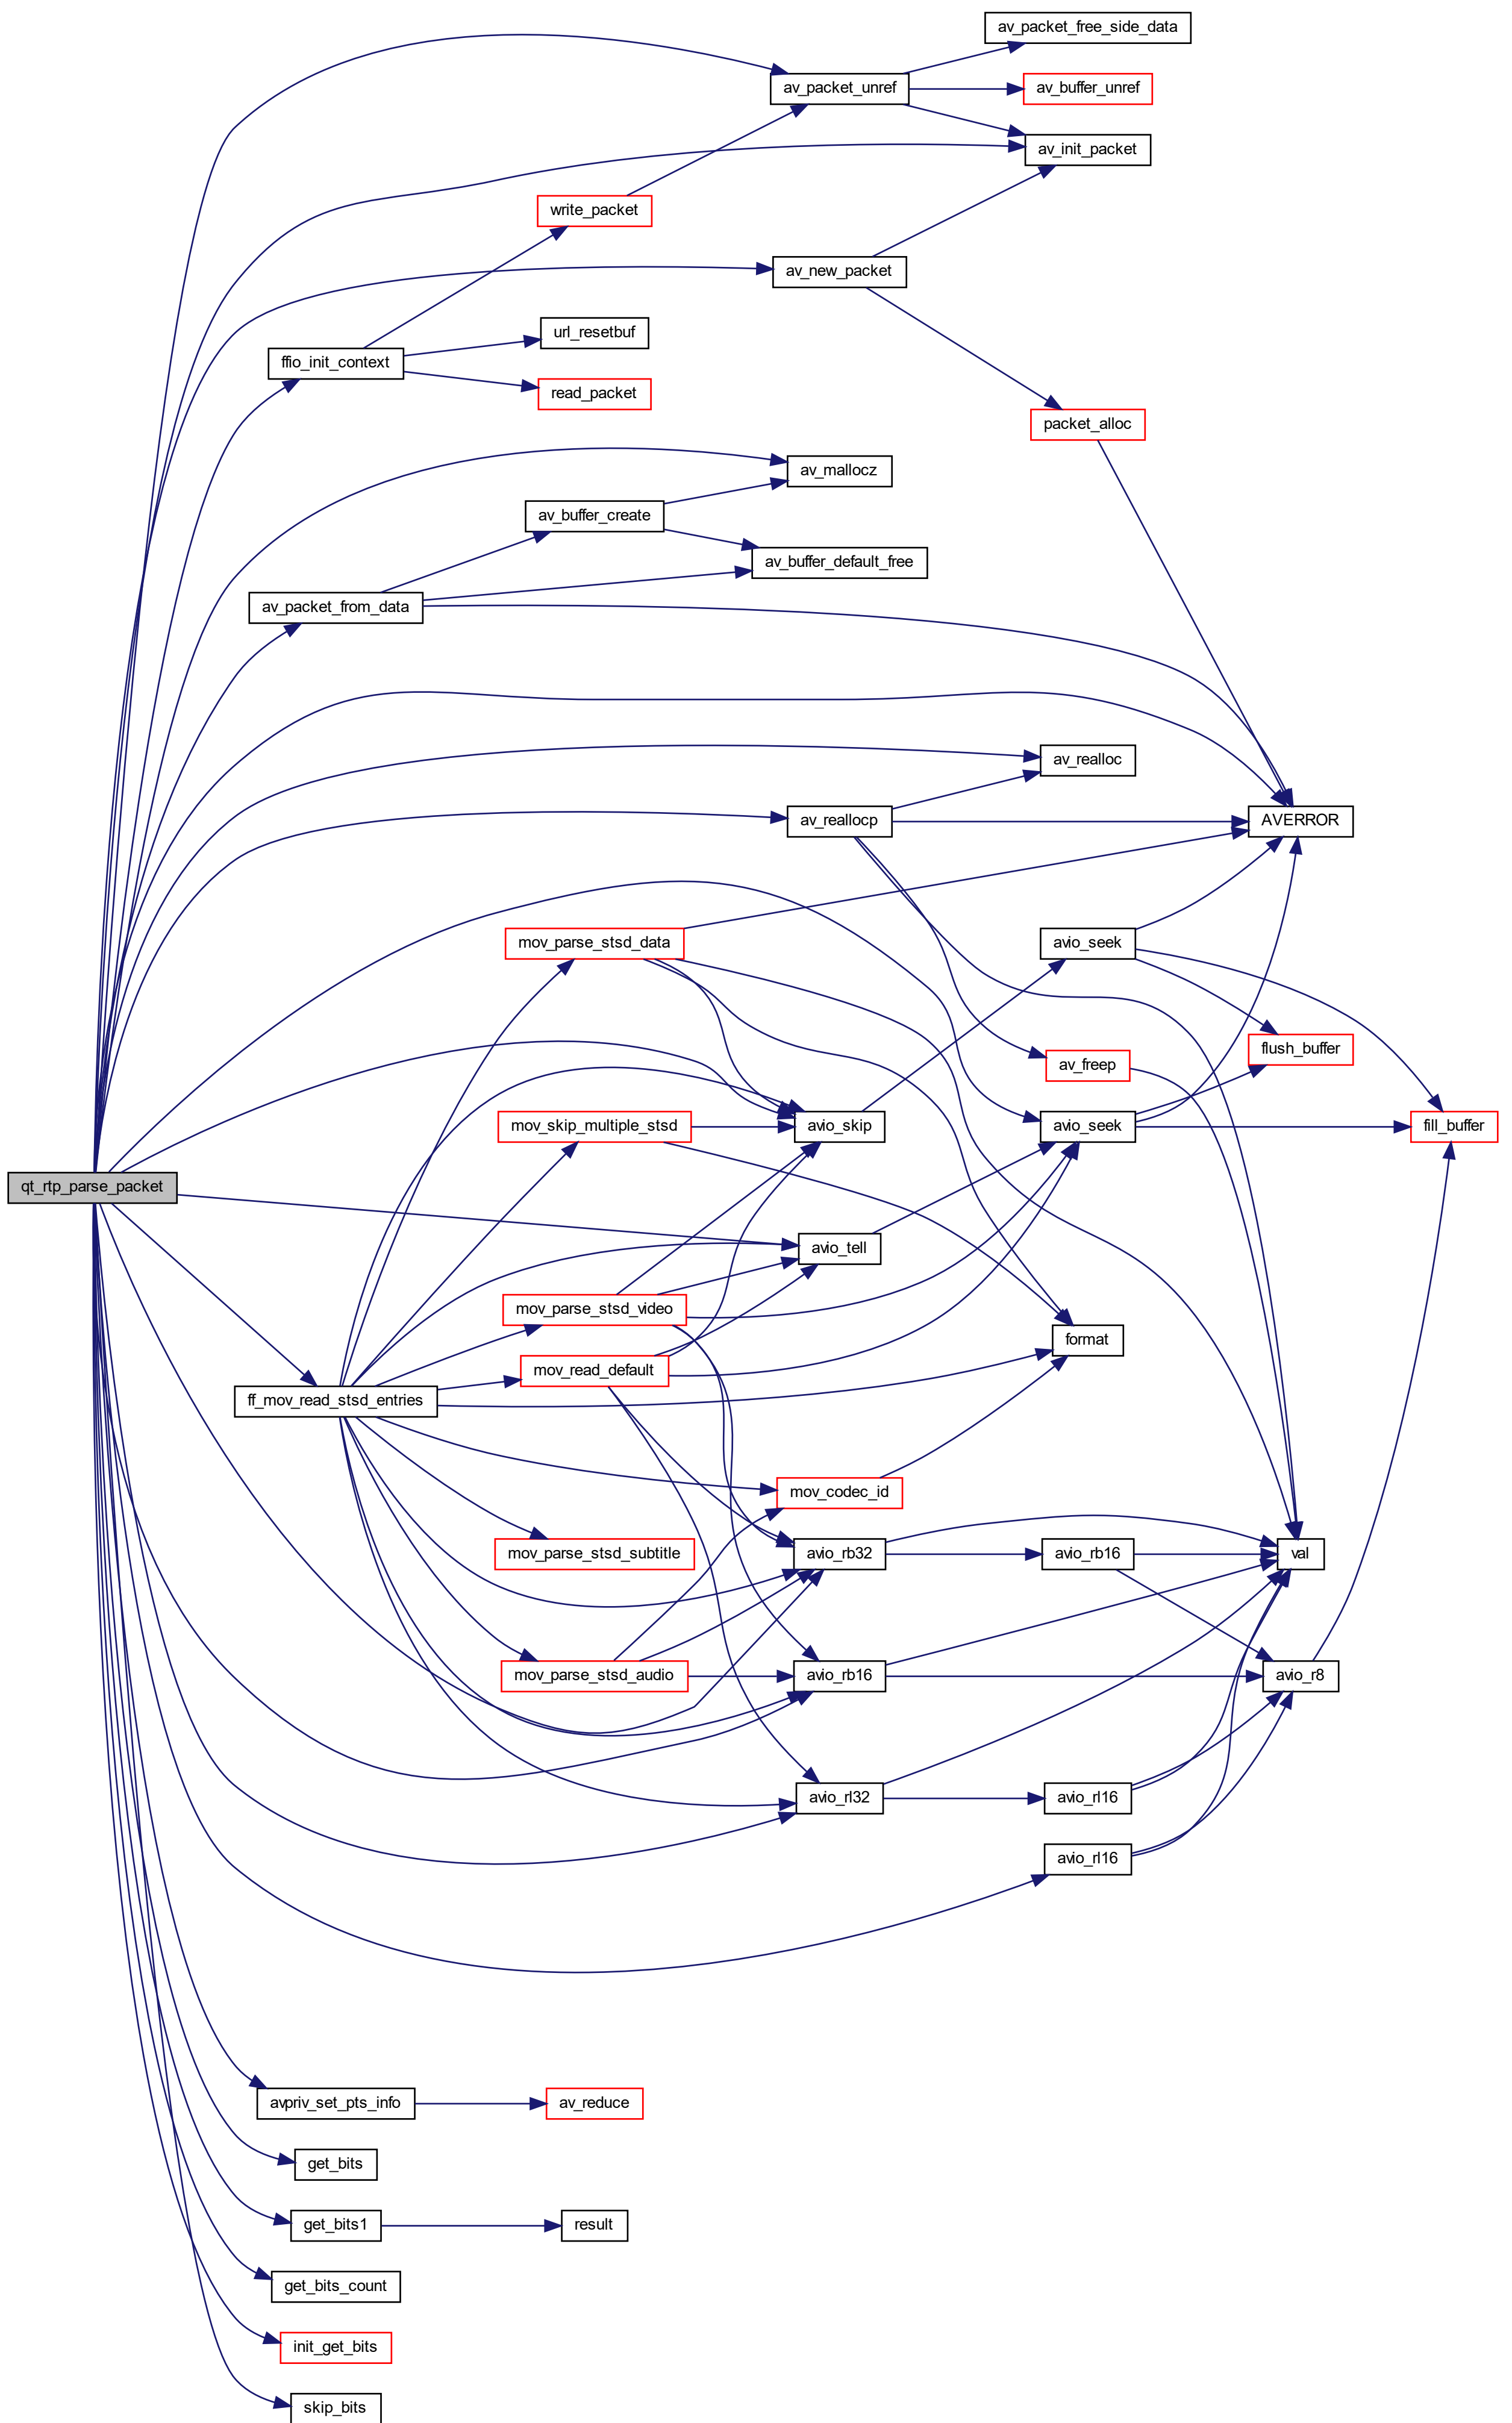 av_packet_free_side_data
av_packet_unref
av_buffer_unref
av_init_packet
write_packet
av_new_packet
url_resetbuf
ffio_init_context
read_packet
packet_alloc
av_mallocz
av_buffer_create
av_buffer_default_free
av_packet_from_data
av_realloc
av_reallocp
AVERROR
mov_parse_stsd_data
avio_seek
flush_buffer
av_freep
mov_skip_multiple_stsd
avio_skip
avio_seek
fill_buffer
qt_rtp_parse_packet
avio_tell
mov_parse_stsd_video
format
mov_read_default
ff_mov_read_stsd_entries
mov_codec_id
mov_parse_stsd_subtitle
avio_rb32
avio_rb16
val
mov_parse_stsd_audio
avio_rb16
avio_r8
avio_rl32
avio_rl16
avio_rl16
avpriv_set_pts_info
av_reduce
get_bits
get_bits1
result
get_bits_count
init_get_bits
skip_bits